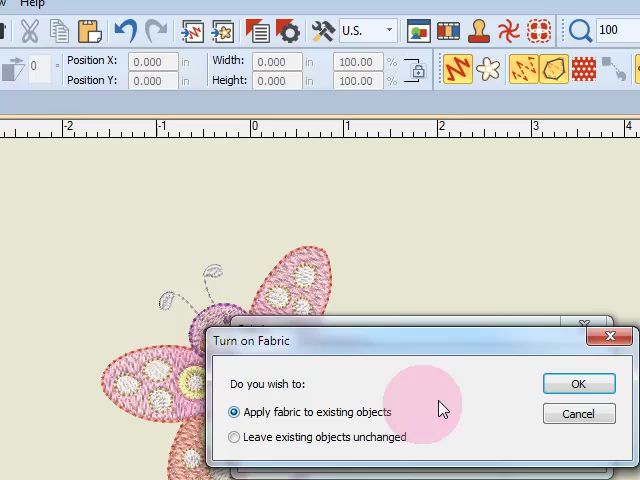 Help
U.S.
100
0
Position X:
0.000
in
Width:
0.000
in
100.00
%
Position Y:
0.000
in
Height:
0.000
in
100.00
%
-2
-1
0
1
2
3
4
Turn on Fabric
Do you wish to:
OK
Apply fabric to existing objects
Cancel
Leave existing objects unchanged